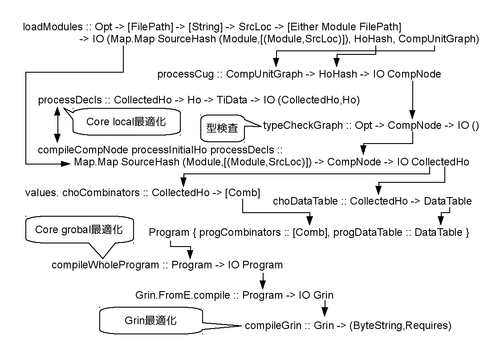 loadModules :: Opt -> [FilePath] -> [String] -> SrcLoc -> [Either Module FilePath]
-> IO (Map.Map SourceHash (Module,[(Module,SrcLoc)]), HoHash, CompUnitGraph)
processCug :: CompUnitGraph -> HoHash -> IO CompNode
processDecls :: CollectedHo -> Ho -> TiData -> IO (CollectedHo,Ho)
Core local最適化
型検査
typeCheckGraph :: Opt -> CompNode -> IO ()
compileCompNode processInitialHo processDecls ::
Map.Map SourceHash (Module,[(Module,SrcLoc)]) -> CompNode -> IO CollectedHo
values. choCombinators :: CollectedHo -> [Comb]
choDataTable :: CollectedHo -> DataTable
Core grobal最適化
Program { progCombinators :: [Comb], progDataTable :: DataTable }
compileWholeProgram :: Program -> IO Program
Grin.FromE.compile :: Program -> IO Grin
Grin最適化
compileGrin :: Grin -> (ByteString,Requires)